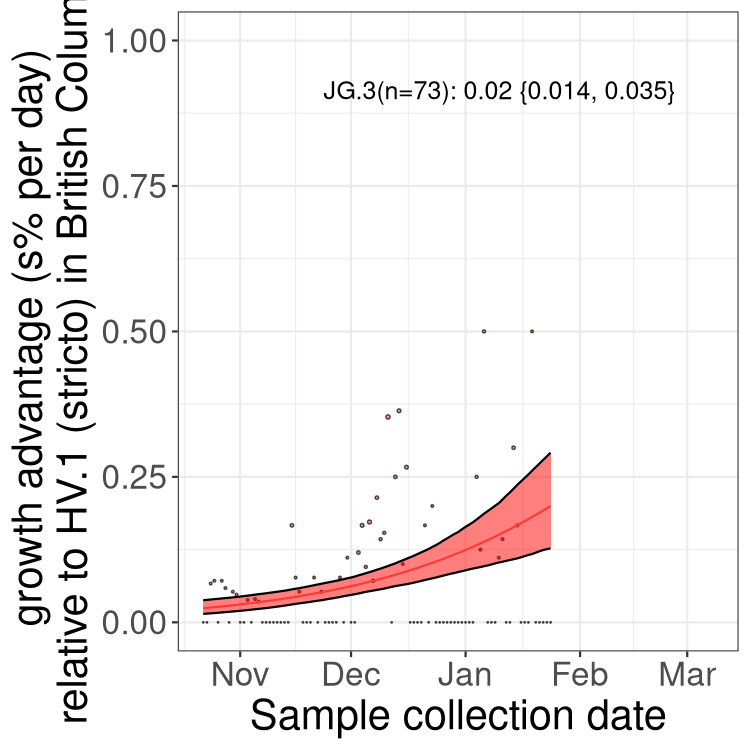 growth advantage (s% per day)
relative to HV.1 (stricto) in British Colum
1.00
0.75
0.50
0.25
0.00
JG.3(n=73): 0.02 {0.014, 0.035}
Nov Dec Jan Feb Mar
Sample collection date